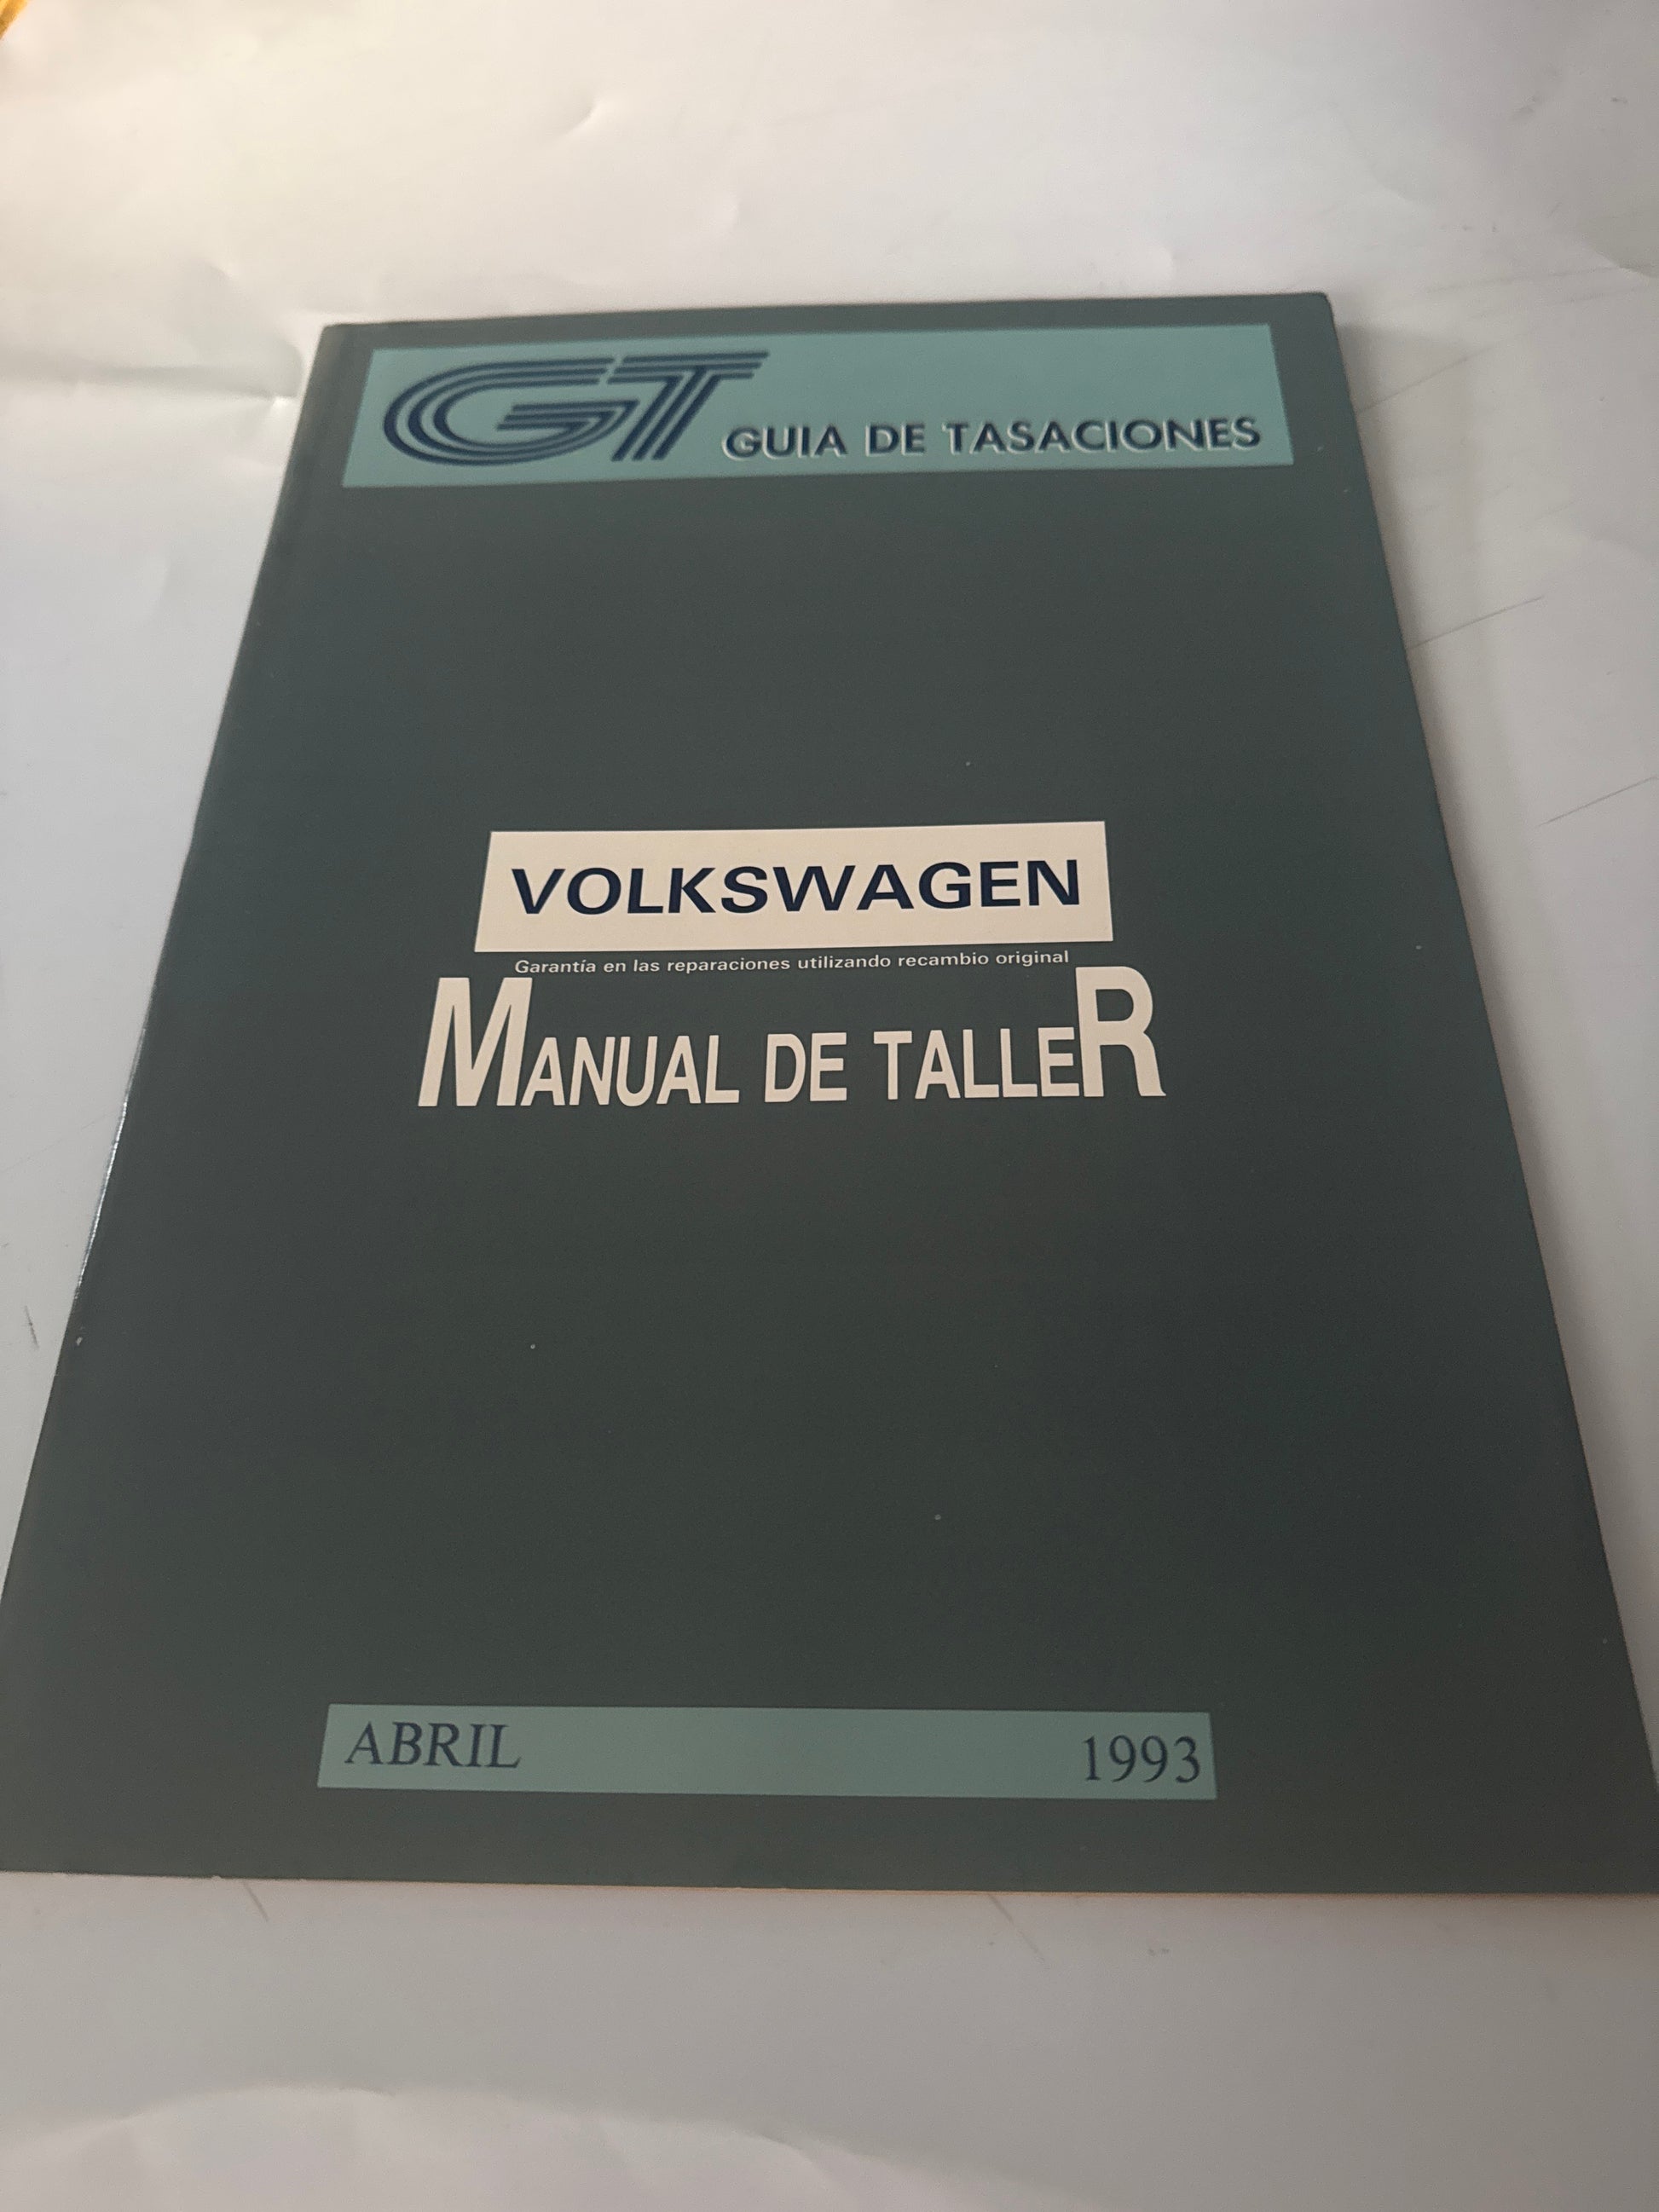 GT GUIA DE TASACIONES
VOLKSWAGEN
Garantía en las reparaciones utilizando recambio original
MANUAL DE TALLER
ABRIL 1993